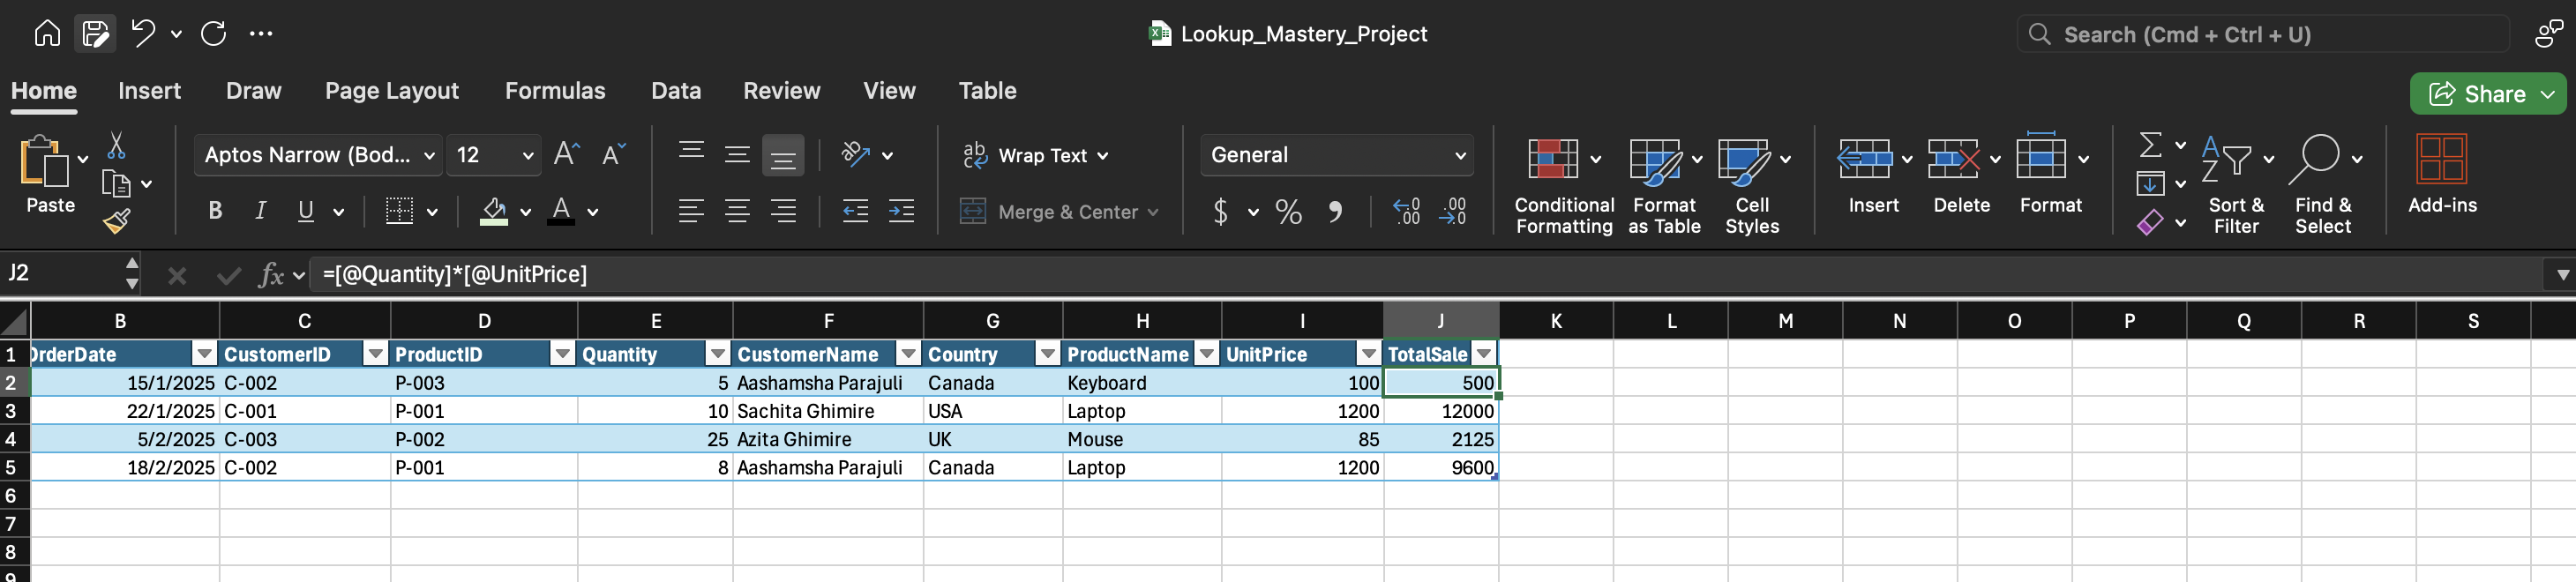 Lookup_Mastery_Project
Search (Cmd + Ctrl + U)
Home Insert Draw Page Layout Formulas Data Review View Table
Share
Paste
Aptos Narrow (Bod... 12
Wrap Text
General
B I U A
Merge & Center
$ % 9
Conditional Formatting
Format as Table
Cell Styles
Insert Delete Format
Sort & Filter
Find & Select
Add-ins
J2 fx =[@Quantity]*[@UnitPrice]
B C D E F G H I J K L M N O P Q R S
1 OrderDate CustomerID ProductID Quantity CustomerName Country ProductName UnitPrice TotalSale
2 15/1/2025 C-002 P-003 5 Aashamsha Parajuli Canada Keyboard 100 500
3 22/1/2025 C-001 P-001 10 Sachita Ghimire USA Laptop 1200 12000
4 5/2/2025 C-003 P-002 25 Azita Ghimire UK Mouse 85 2125
5 18/2/2025 C-002 P-001 8 Aashamsha Parajuli Canada Laptop 1200 9600
6
7
8
9